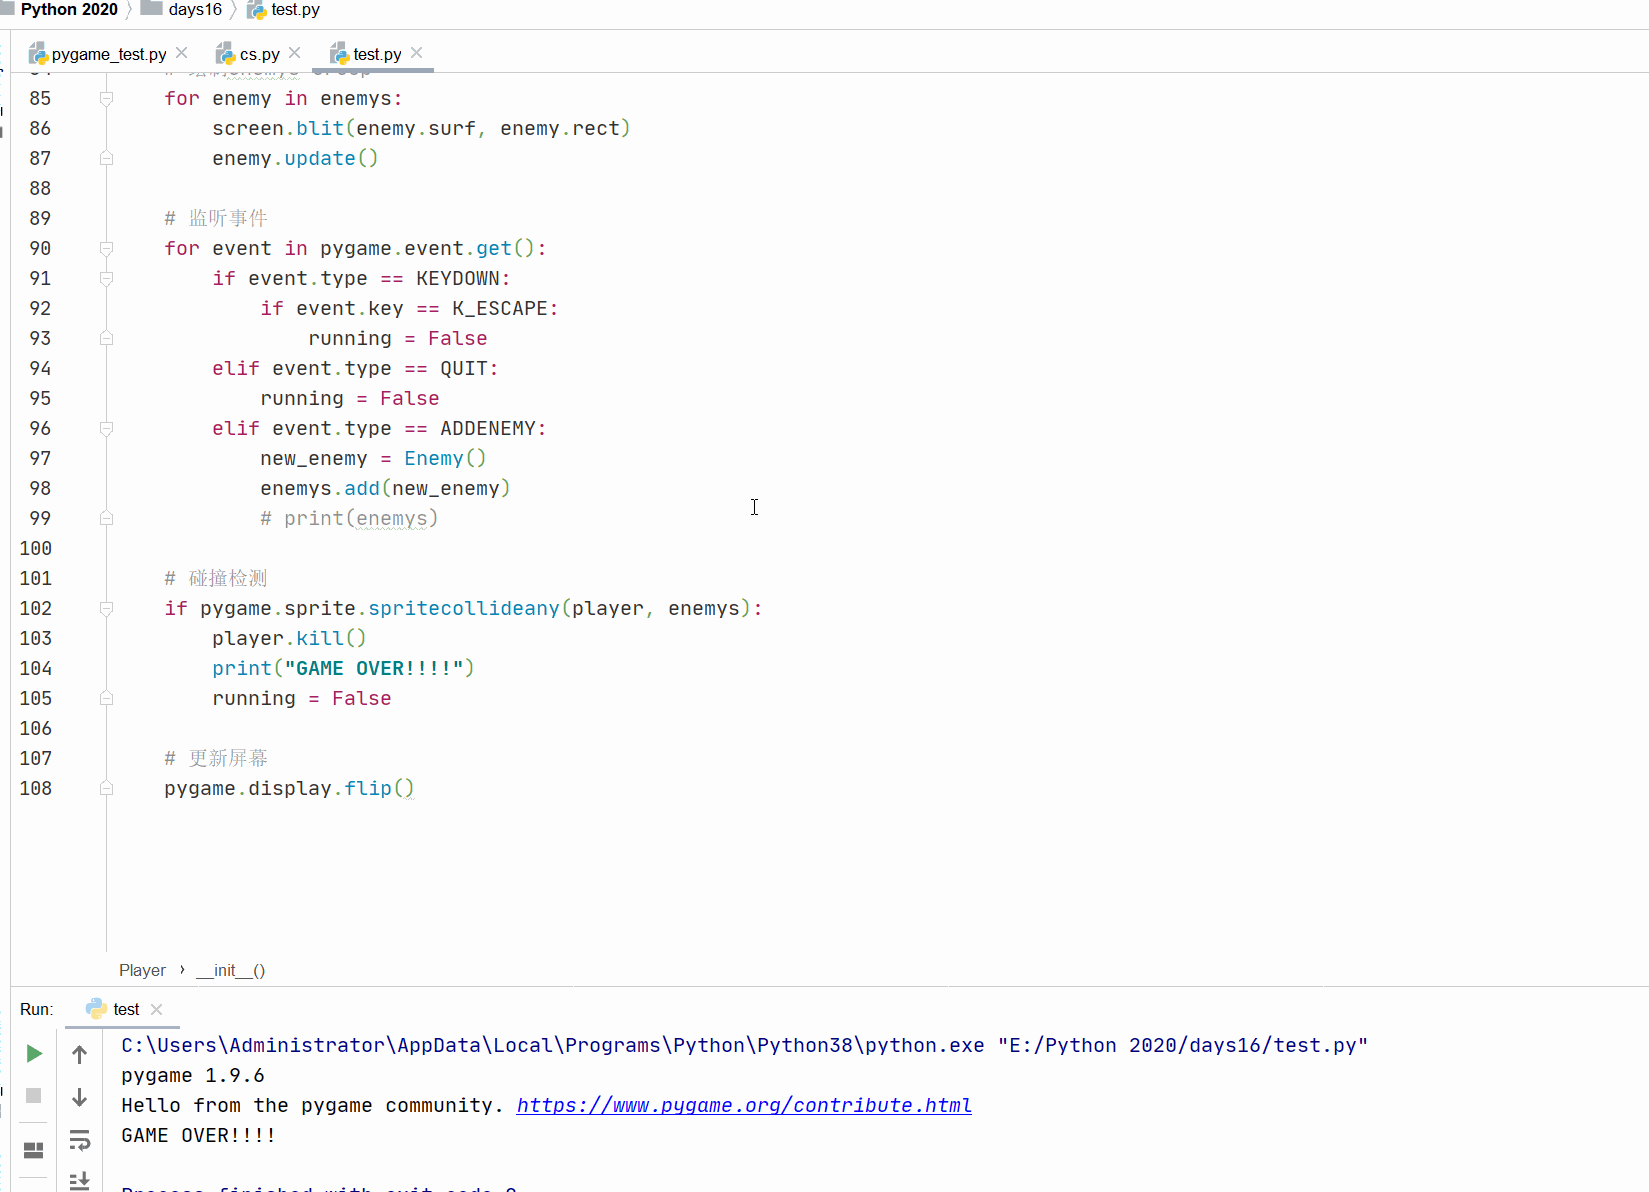 Python 2020 days16 test.py
pygame_test.py cs.py test.py
85 for enemy in enemys:
86 screen.blit(enemy.surf, enemy.rect)
87 enemy.update()
88
89 # 监听事件
90 for event in pygame.event.get():
91 if event.type == KEYDOWN:
92 if event.key == K_ESCAPE:
93 running = False
94 elif event.type == QUIT:
95 running = False
96 elif event.type == ADDENEMY:
97 new_enemy = Enemy()
98 enemys.add(new_enemy)
99 # print(enemys)
100
101 # 碰撞检测
102 if pygame.sprite.spritecollideany(player, enemys):
103 player.kill()
104 print("GAME OVER!!!!")
105 running = False
106
107 # 更新屏幕
108 pygame.display.flip()
Player › __init__()
Run: test
C:\Users\Administrator\AppData\Local\Programs\Python\Python38\python.exe "E:/Python 2020/days16/test.py"
pygame 1.9.6
Hello from the pygame community. https://www.pygame.org/contribute.html
GAME OVER!!!!
Process finished with exit code 0